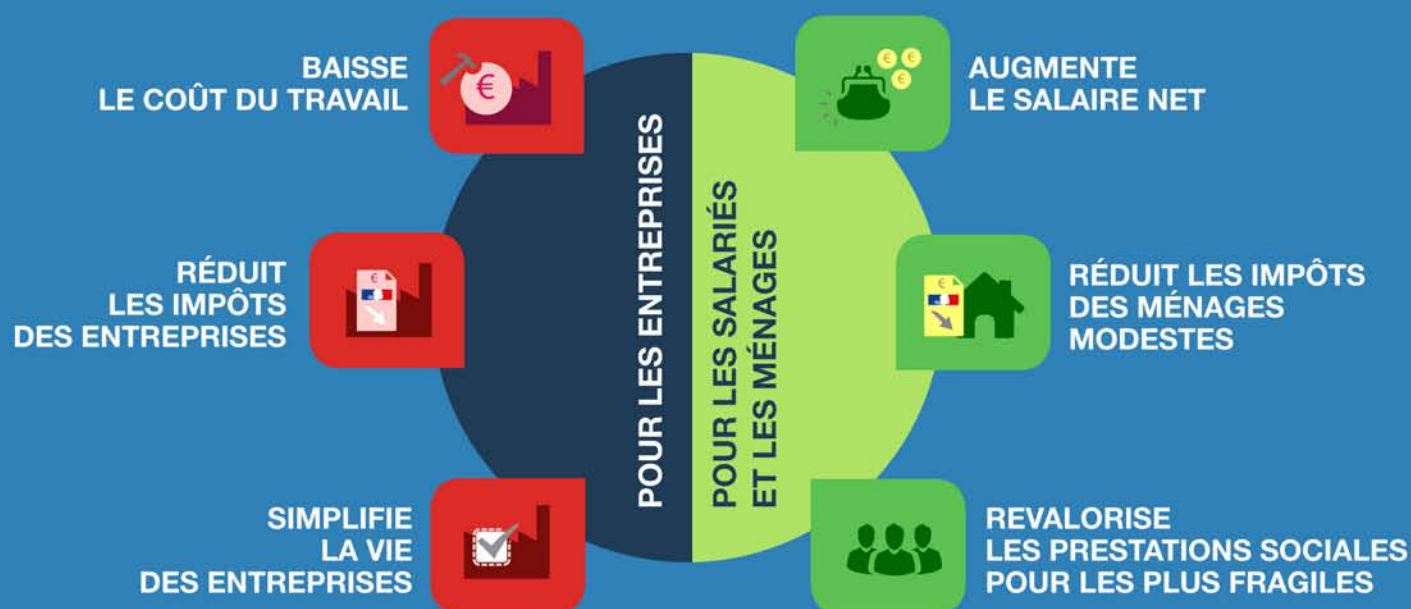 BAISSE
LE COÛT DU TRAVAIL
RÉDUIT
LES IMPÔTS
DES ENTREPRISES
SIMPLIFIE
LA VIE
DES ENTREPRISES
POUR LES ENTREPRISES
POUR LES SALARIÉS
ET LES MÉNAGES
AUGMENTE
LE SALAIRE NET
RÉDUIT LES IMPÔTS
DES MÉNAGES
MODESTES
REVALORISE
LES PRESTATIONS SOCIALES
POUR LES PLUS FRAGILES
€
€
€
€
€
€